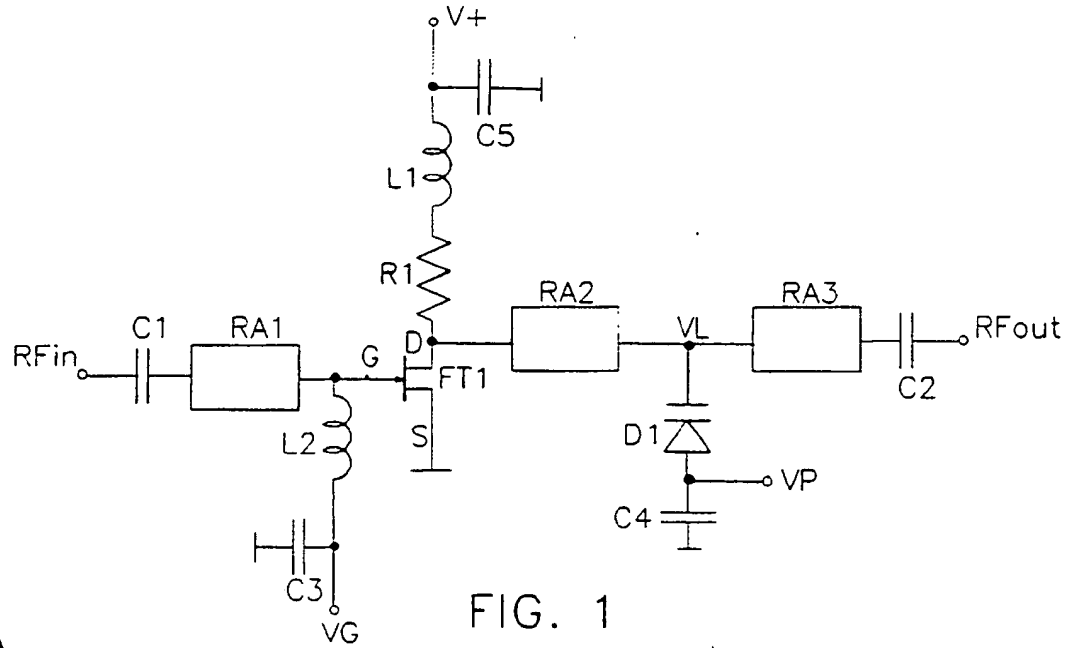 V+
C5
L1
R1
RA2
RA3
C1
RA1
D
VL
RFout
RFin
G
FT1
C2
L2
S
D1
VP
C4
C3
VG
FIG. 1